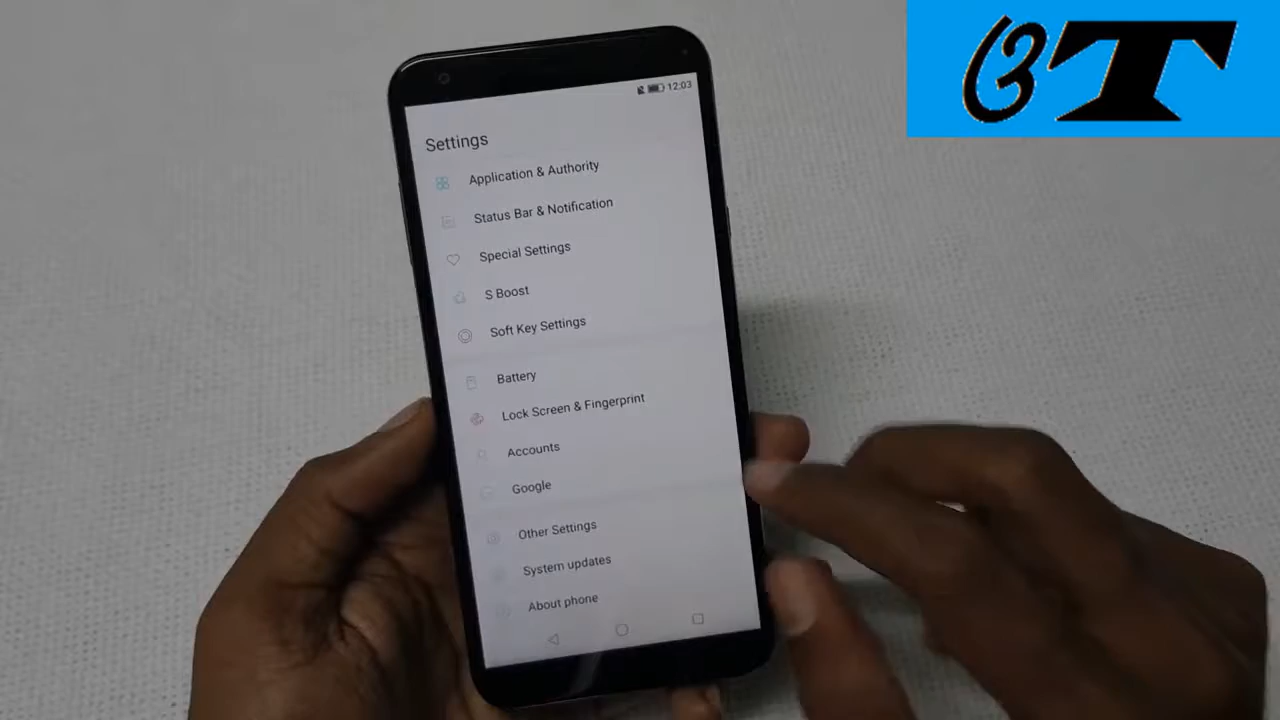 ওT
12:03
Settings
Application & Authority
Status Bar & Notification
Special Settings
S Boost
Soft Key Settings
Battery
Lock Screen & Fingerprint
Accounts
Google
Other Settings
System updates
About phone